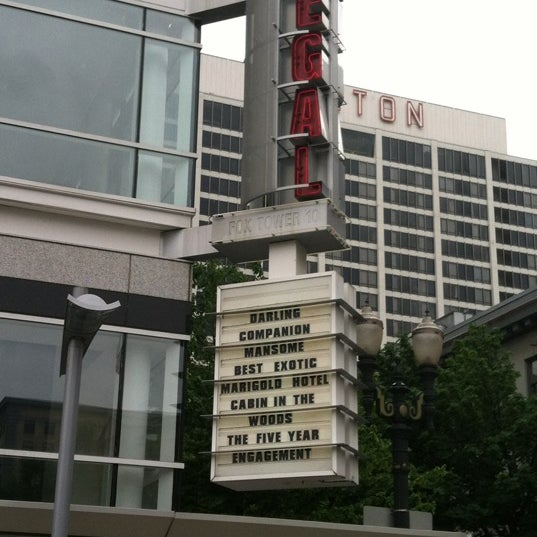 EGAL
TON
FOX TOWER 10
DARLING
COMPANION
MANSOME
BEST EXOTIC
MARIGOLD HOTEL
CABIN IN THE
WOODS
THE FIVE YEAR
ENGAGEMENT